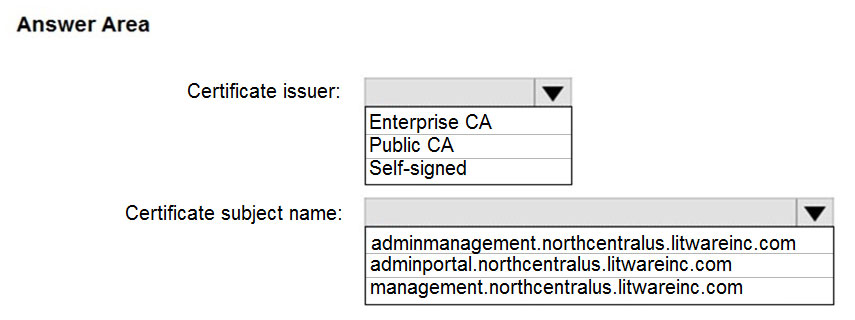 Answer Area
Certificate issuer:
Enterprise CA
Public CA
Self-signed
Certificate subject name:
adminmanagement.northcentralus.litwareinc.com
adminportal.northcentralus.litwareinc.com
management.northcentralus.litwareinc.com